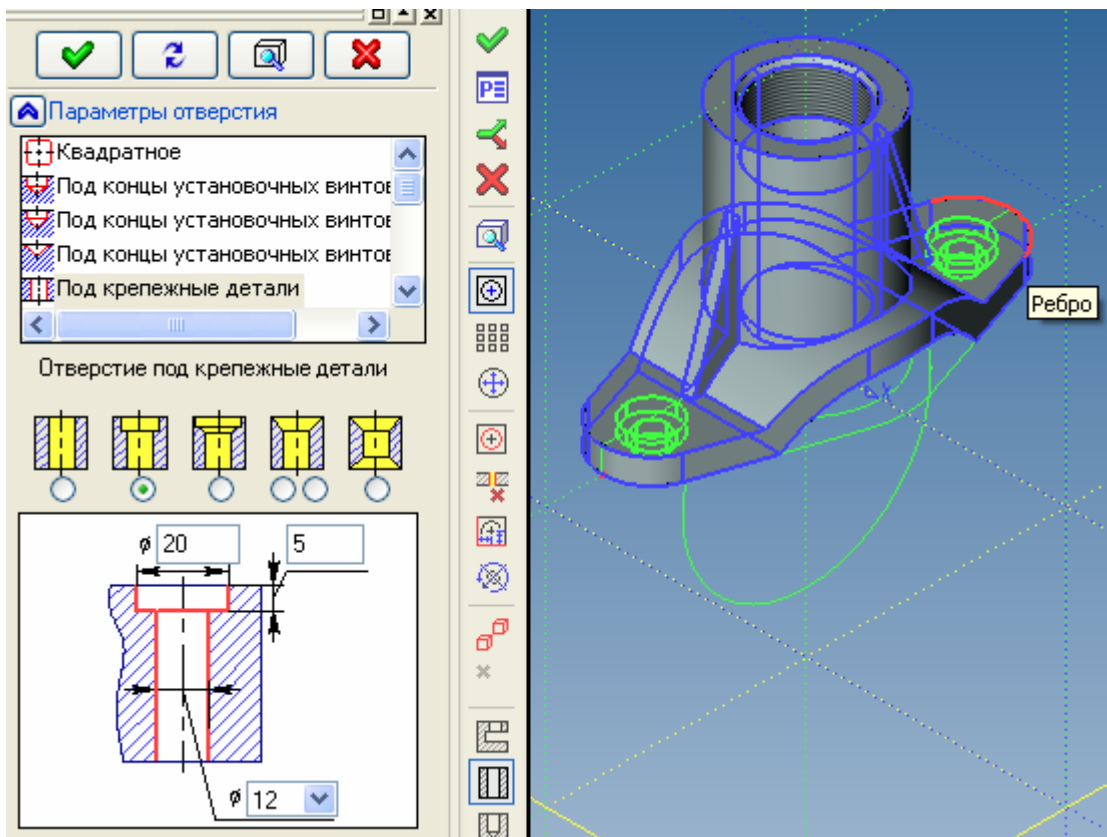 Параметры отверстия
Квадратное
Под концы установочных винтов
Под концы установочных винтов
Под концы установочных винтов
Под крепежные детали
Отверстие под крепежные детали
ø 20
5
ø 12
PE
Ребро
X